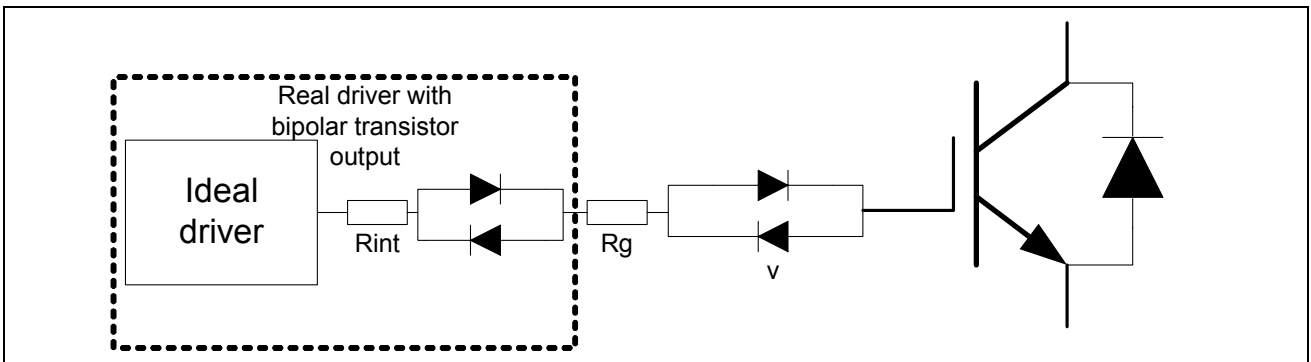 Real driver with
bipolar transistor
output
Ideal
driver
Rint
Rg
v